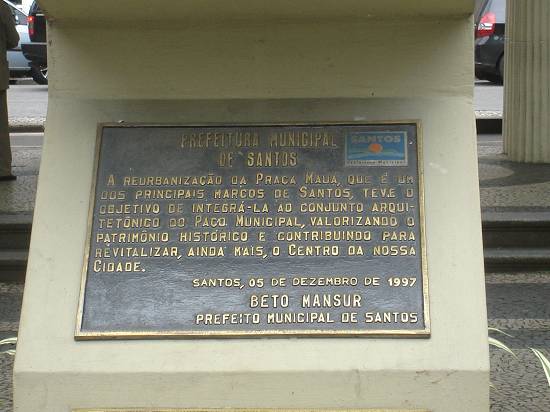 PREFEITURA MUNICIPAL
DE SANTOS
SANTOS
A REURBANIZAÇÃO DA PRAÇA MAUÁ, QUE É UM
DOS PRINCIPAIS MARCOS DE SANTOS, TEVE O
OBJETIVO DE INTEGRÁ-LA AO CONJUNTO ARQUI-
TETÔNICO DO PAÇO MUNICIPAL, VALORIZANDO O
PATRIMÔNIO HISTÓRICO E CONTRIBUINDO PARA
REVITALIZAR, AINDA MAIS, O CENTRO DA NOSSA
CIDADE.
SANTOS, 05 DE DEZEMBRO DE 1997
BETO MANSUR
PREFEITO MUNICIPAL DE SANTOS